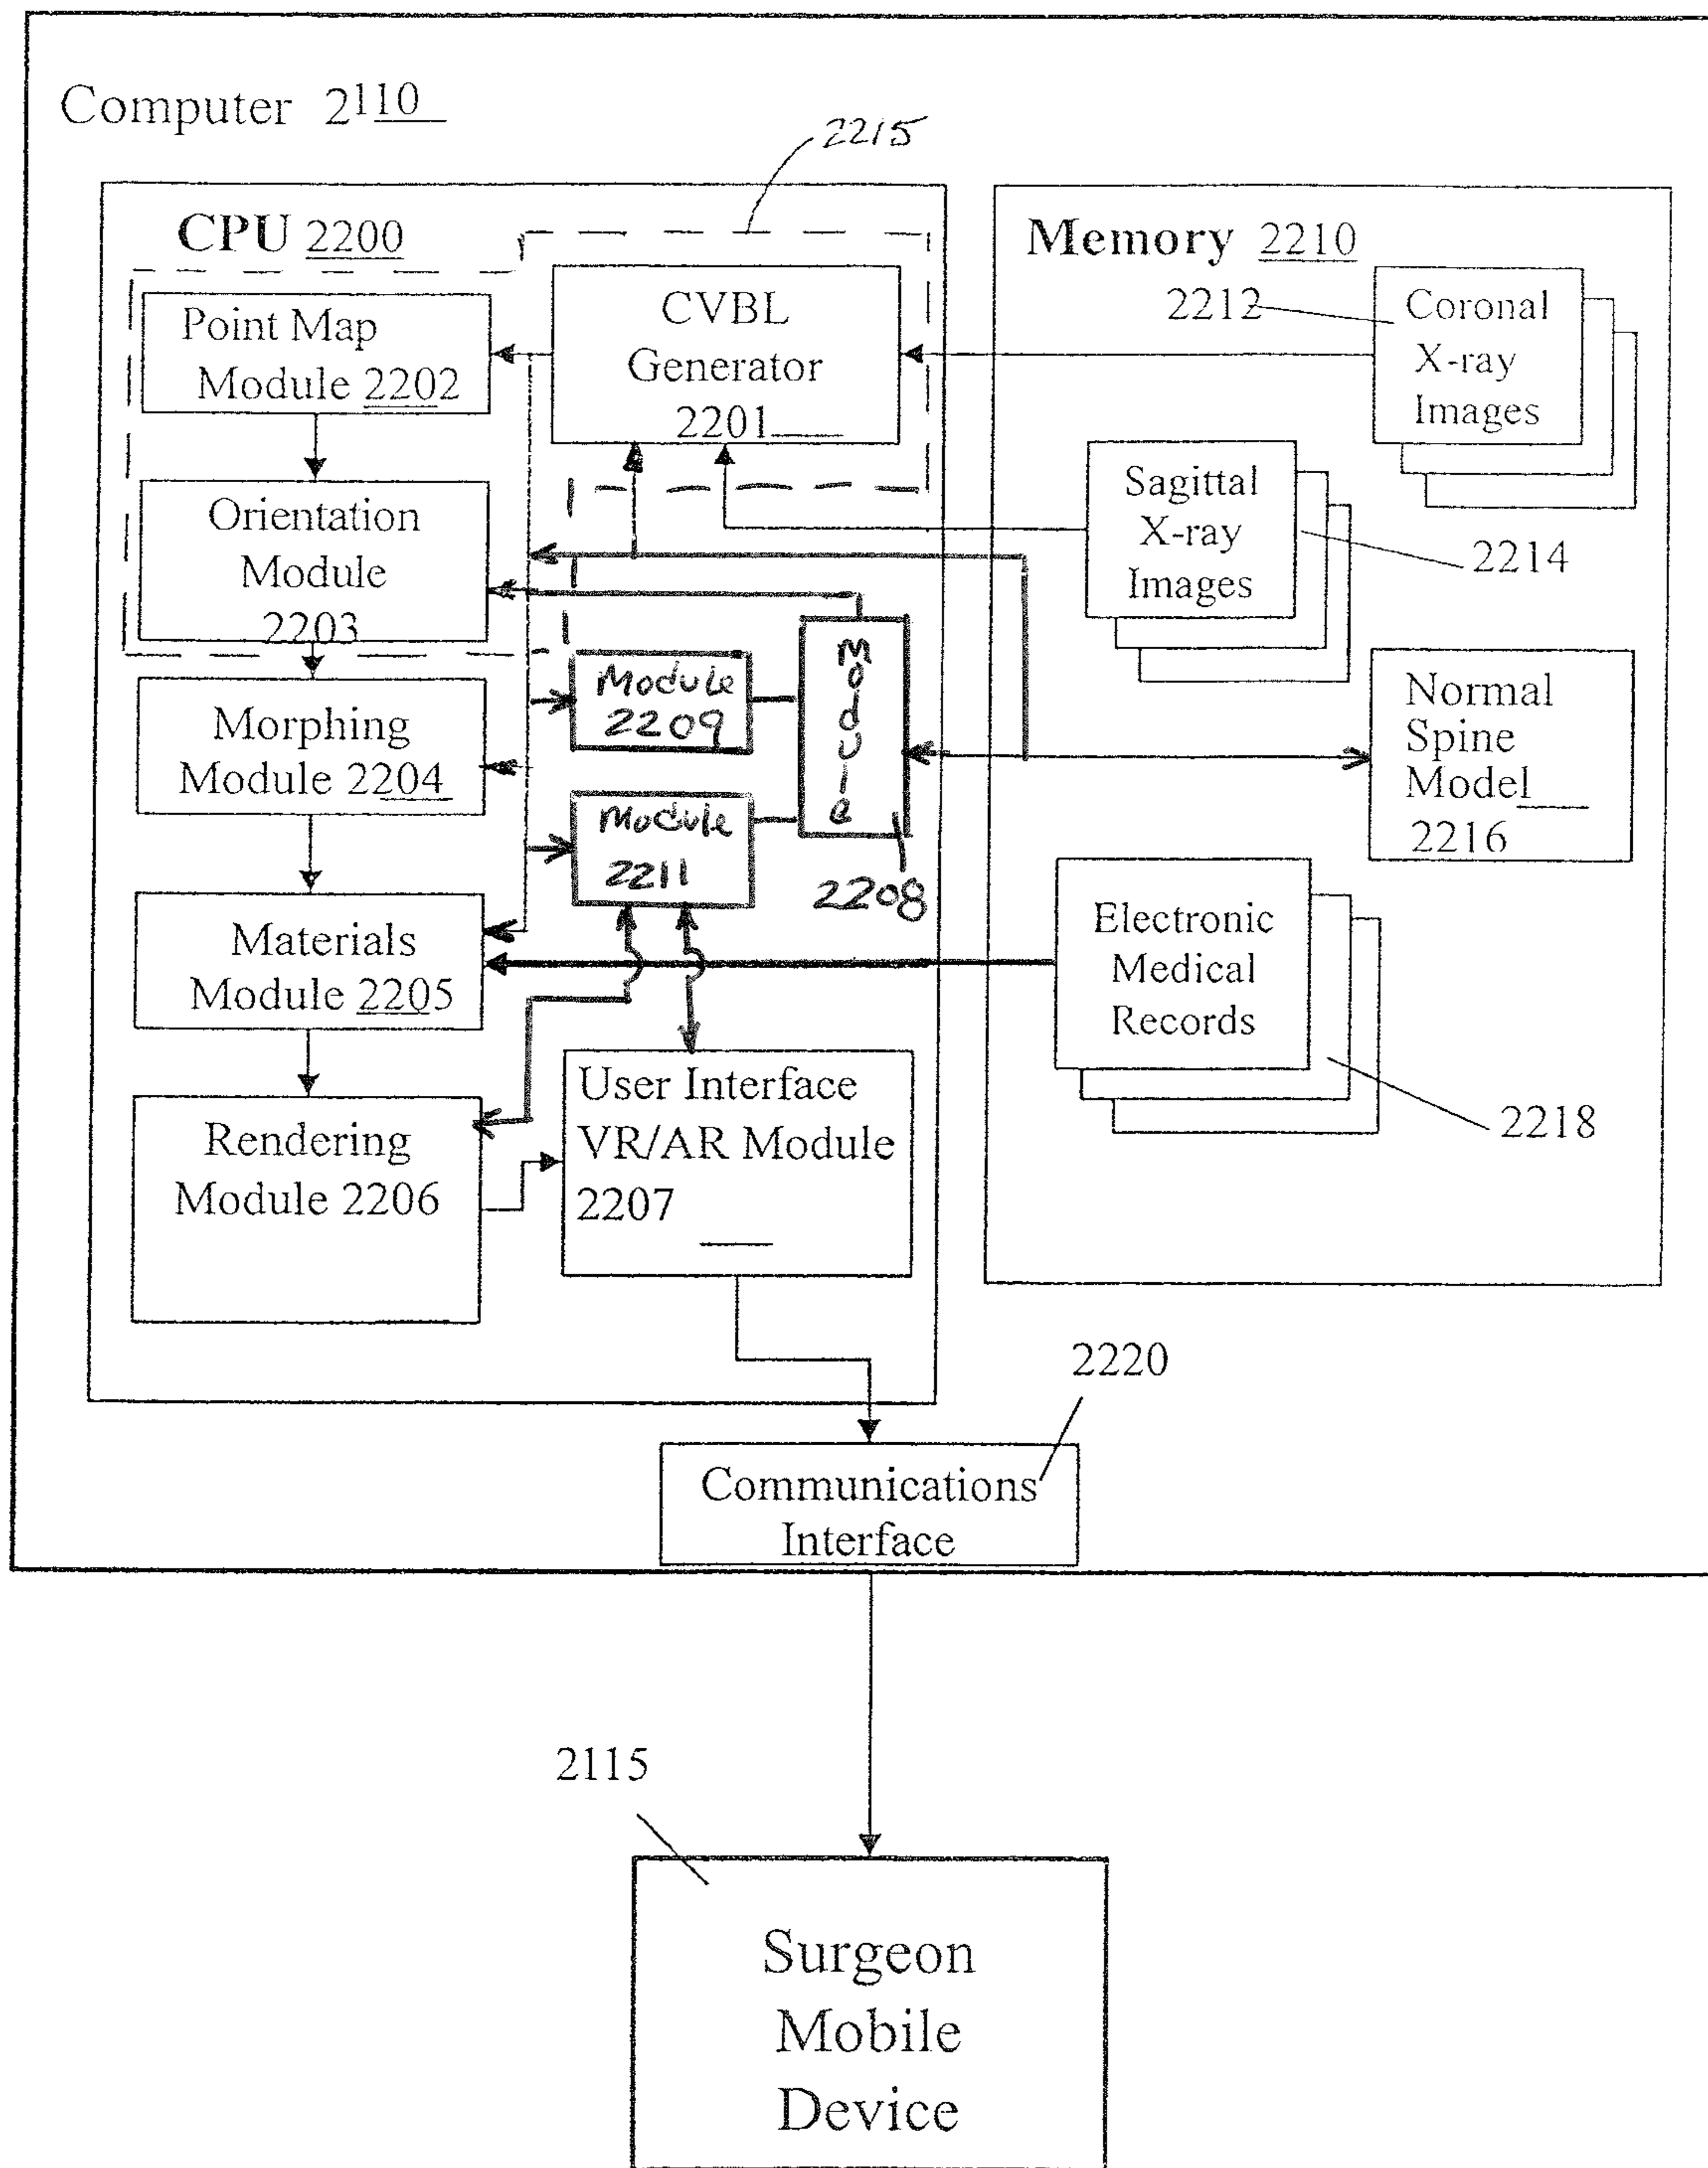 Computer 2110
2215
CPU 2200
Point Map
Module 2202
CVBL
Generator
2201
Orientation
Module
2203
Morphing
Module 2204
Module
2209
Module
2211
Module
2208
Materials
Module 2205
Rendering
Module 2206
User Interface
VR/AR Module
2207
Memory 2210
2212
Coronal
X-ray
Images
Sagittal
X-ray
Images
2214
Normal
Spine
Model
2216
Electronic
Medical
Records
2218
2220
Communications
Interface
2115
Surgeon
Mobile
Device